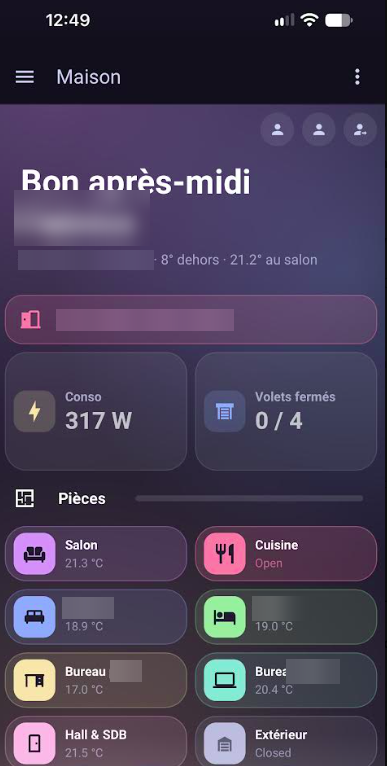 12:49
Maison
Bon après-midi
· 8° dehors · 21.2° au salon
Conso
317 W
Volets fermés
0 / 4
Pièces
Salon
21.3 °C
Cuisine
Open
18.9 °C
19.0 °C
Bureau
17.0 °C
20.4 °C
Hall & SDB
21.5 °C
Extérieur
Closed